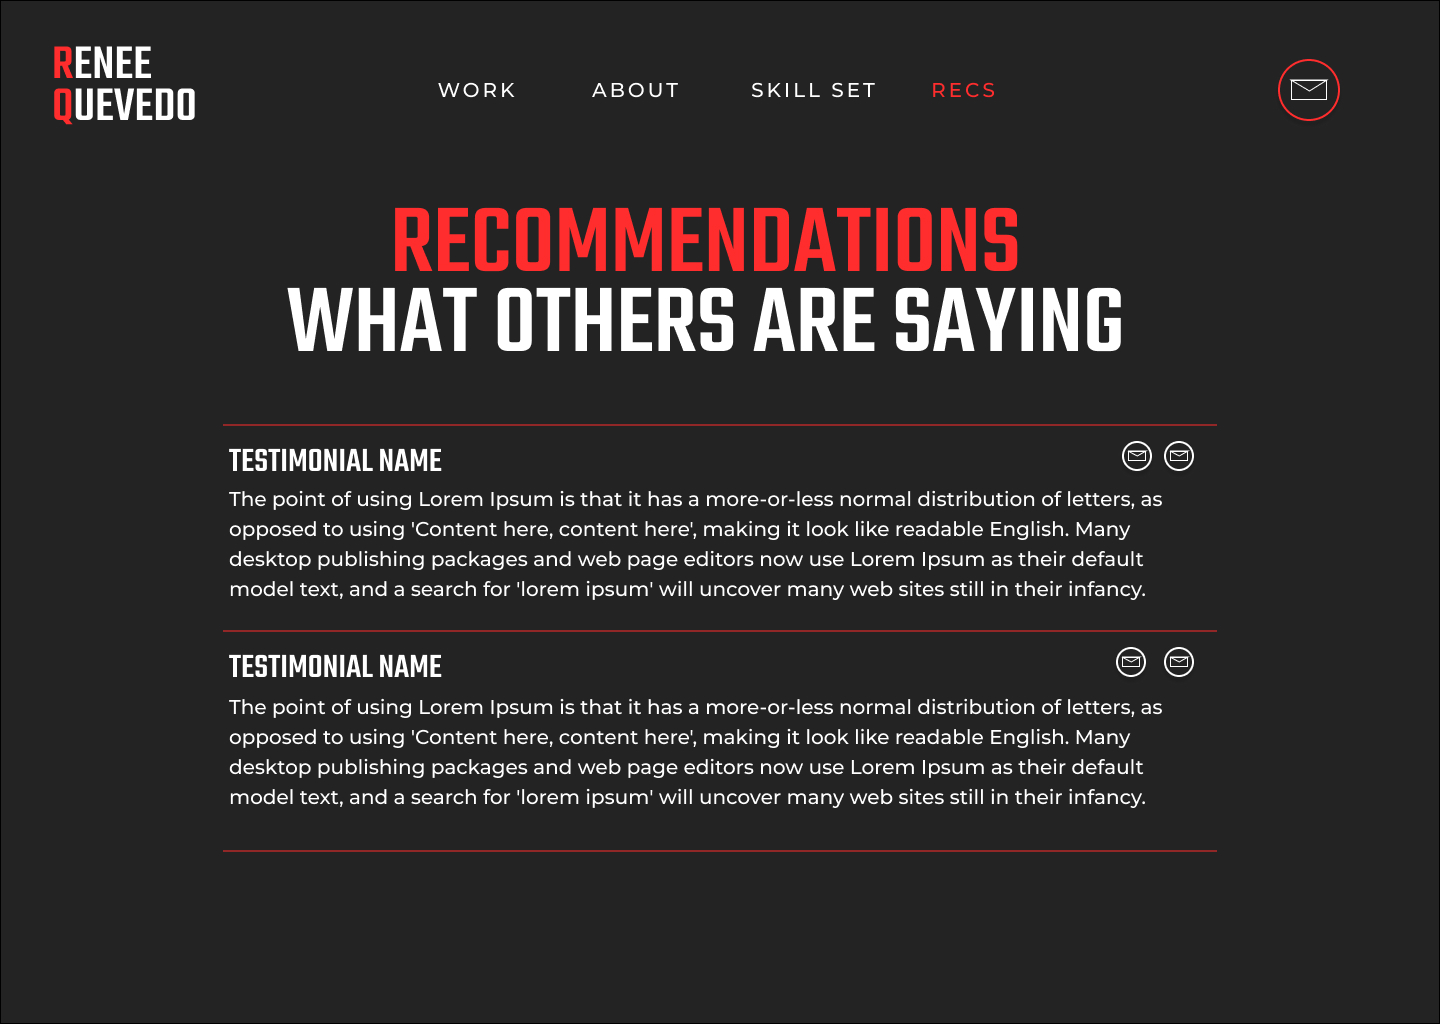 RENEE
QUEVEDO
WORK ABOUT SKILL SET RECS
RECOMMENDATIONS
WHAT OTHERS ARE SAYING
TESTIMONIAL NAME
The point of using Lorem Ipsum is that it has a more-or-less normal distribution of letters, as
opposed to using 'Content here, content here', making it look like readable English. Many
desktop publishing packages and web page editors now use Lorem Ipsum as their default
model text, and a search for 'lorem ipsum' will uncover many web sites still in their infancy.
TESTIMONIAL NAME
The point of using Lorem Ipsum is that it has a more-or-less normal distribution of letters, as
opposed to using 'Content here, content here', making it look like readable English. Many
desktop publishing packages and web page editors now use Lorem Ipsum as their default
model text, and a search for 'lorem ipsum' will uncover many web sites still in their infancy.